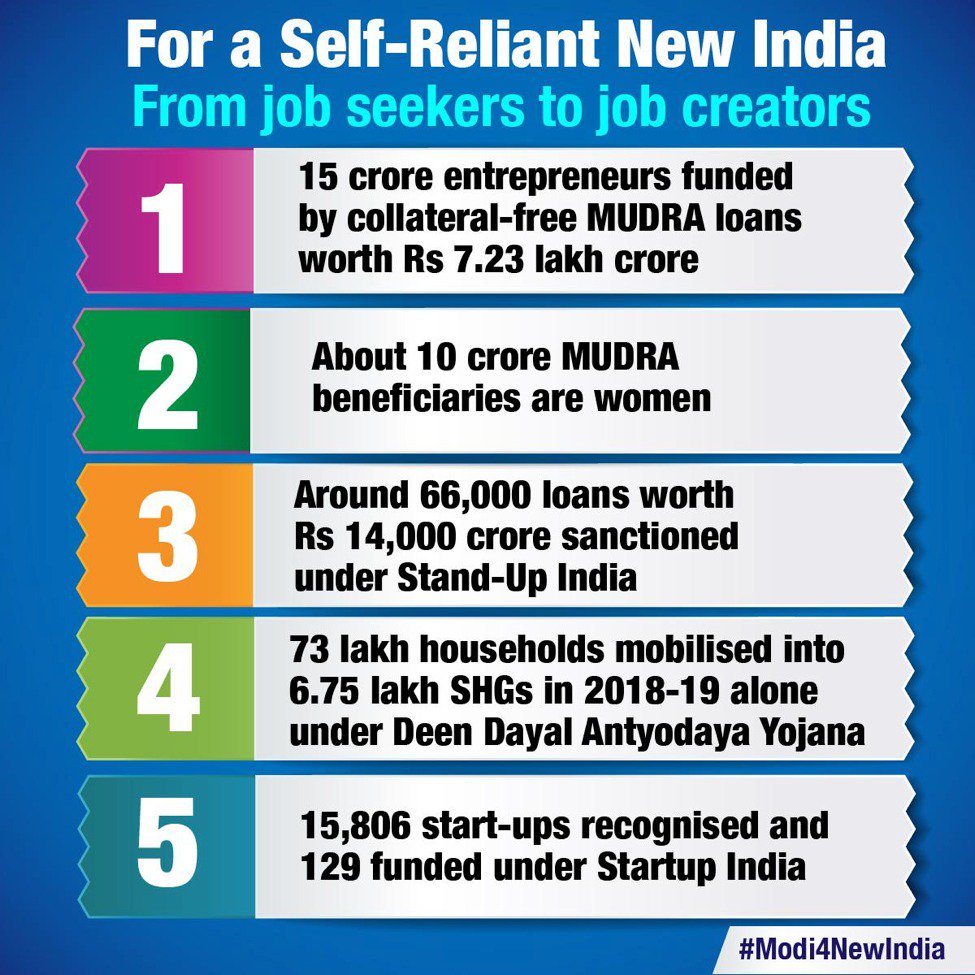 For a Self-Reliant New India
From job seekers to job creators
1
15 crore entrepreneurs funded
by collateral-free MUDRA loans
worth Rs 7.23 lakh crore
2
About 10 crore MUDRA
beneficiaries are women
3
Around 66,000 loans worth
Rs 14,000 crore sanctioned
under Stand-Up India
4
73 lakh households mobilised into
6.75 lakh SHGs in 2018-19 alone
under Deen Dayal Antyodaya Yojana
5
15,806 start-ups recognised and
129 funded under Startup India
#Modi4NewIndia